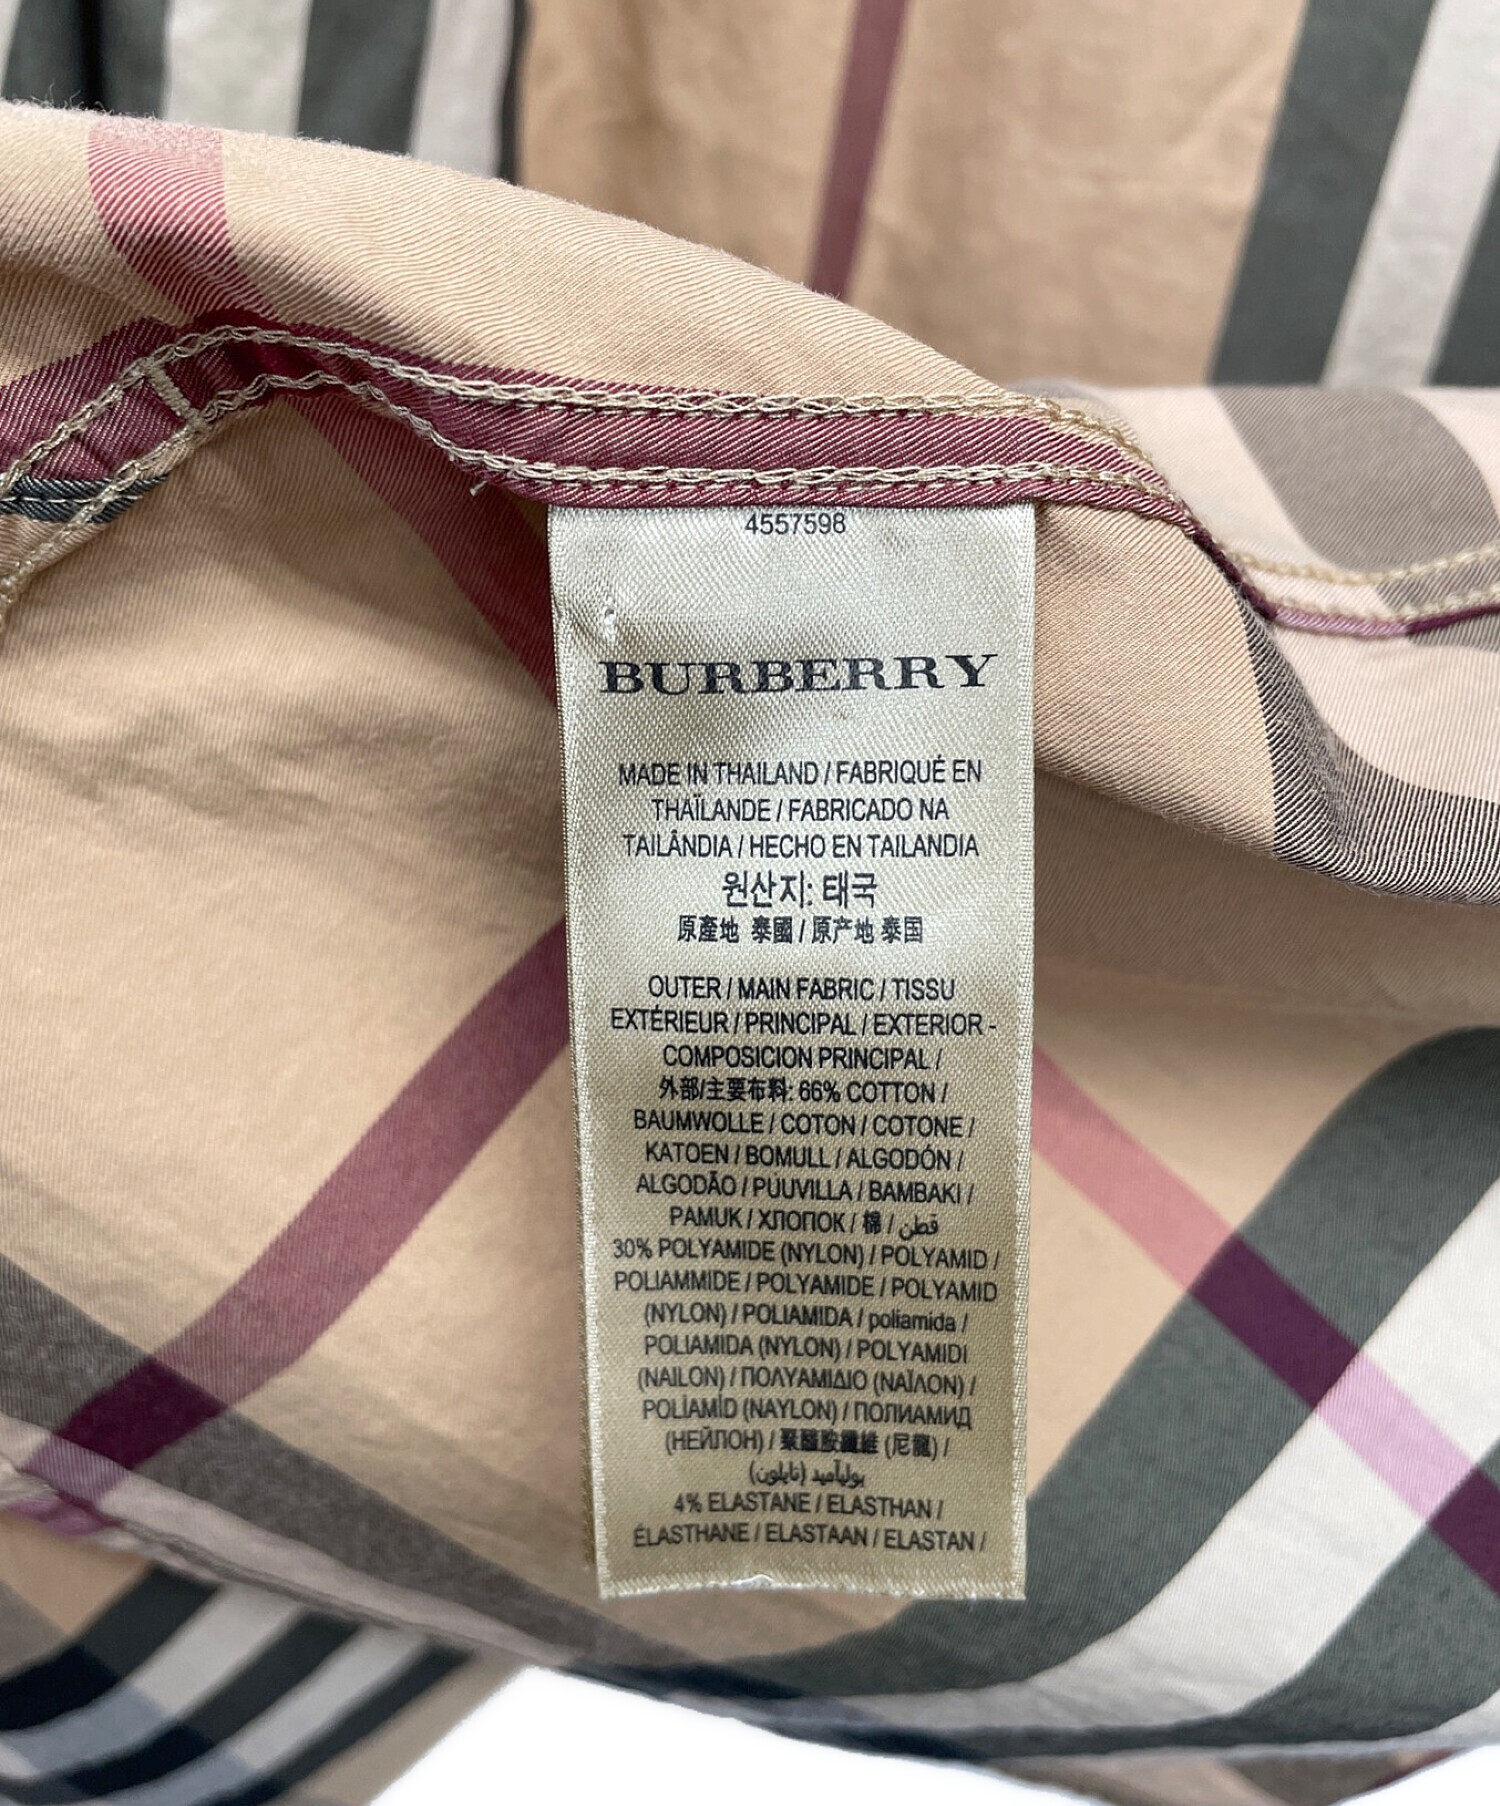 4557598
BURBERRY
MADE IN THAILAND / FABRIQUÉ EN
THAÏLANDE / FABRICADO NA
TAILÂNDIA / HECHO EN TAILANDIA
원산지: 태국
原產地 泰國 / 原产地 泰国
OUTER / MAIN FABRIC / TISSU
EXTÉRIEUR / PRINCIPAL / EXTERIOR -
COMPOSICION PRINCIPAL /
外部/主要布料: 66% COTTON /
BAUMWOLLE / COTON / COTONE /
KATOEN / BOMULL / ALGODÓN /
ALGODÃO / PUUVILLA / BAMBAKI /
PAMUK / ХЛОПОК / 棉 / قطن
30% POLYAMIDE (NYLON) / POLYAMID /
POLIAMMIDE / POLYAMIDE / POLYAMID
(NYLON) / POLIAMIDA / poliamida /
POLIAMIDA (NYLON) / POLYAMIDI
(NAILON) / ΠΟΛΥΑΜΙΔΙΟ (ΝΑΪΛΟΝ) /
POLİAMİD (NAYLON) / ПОЛИАМИД
(НЕЙЛОН) / 聚醯胺纖維 (尼龍) /
بوليآميد (نايلون)
4% ELASTANE / ELASTHAN /
ÉLASTHANE / ELASTAAN / ELASTAN /